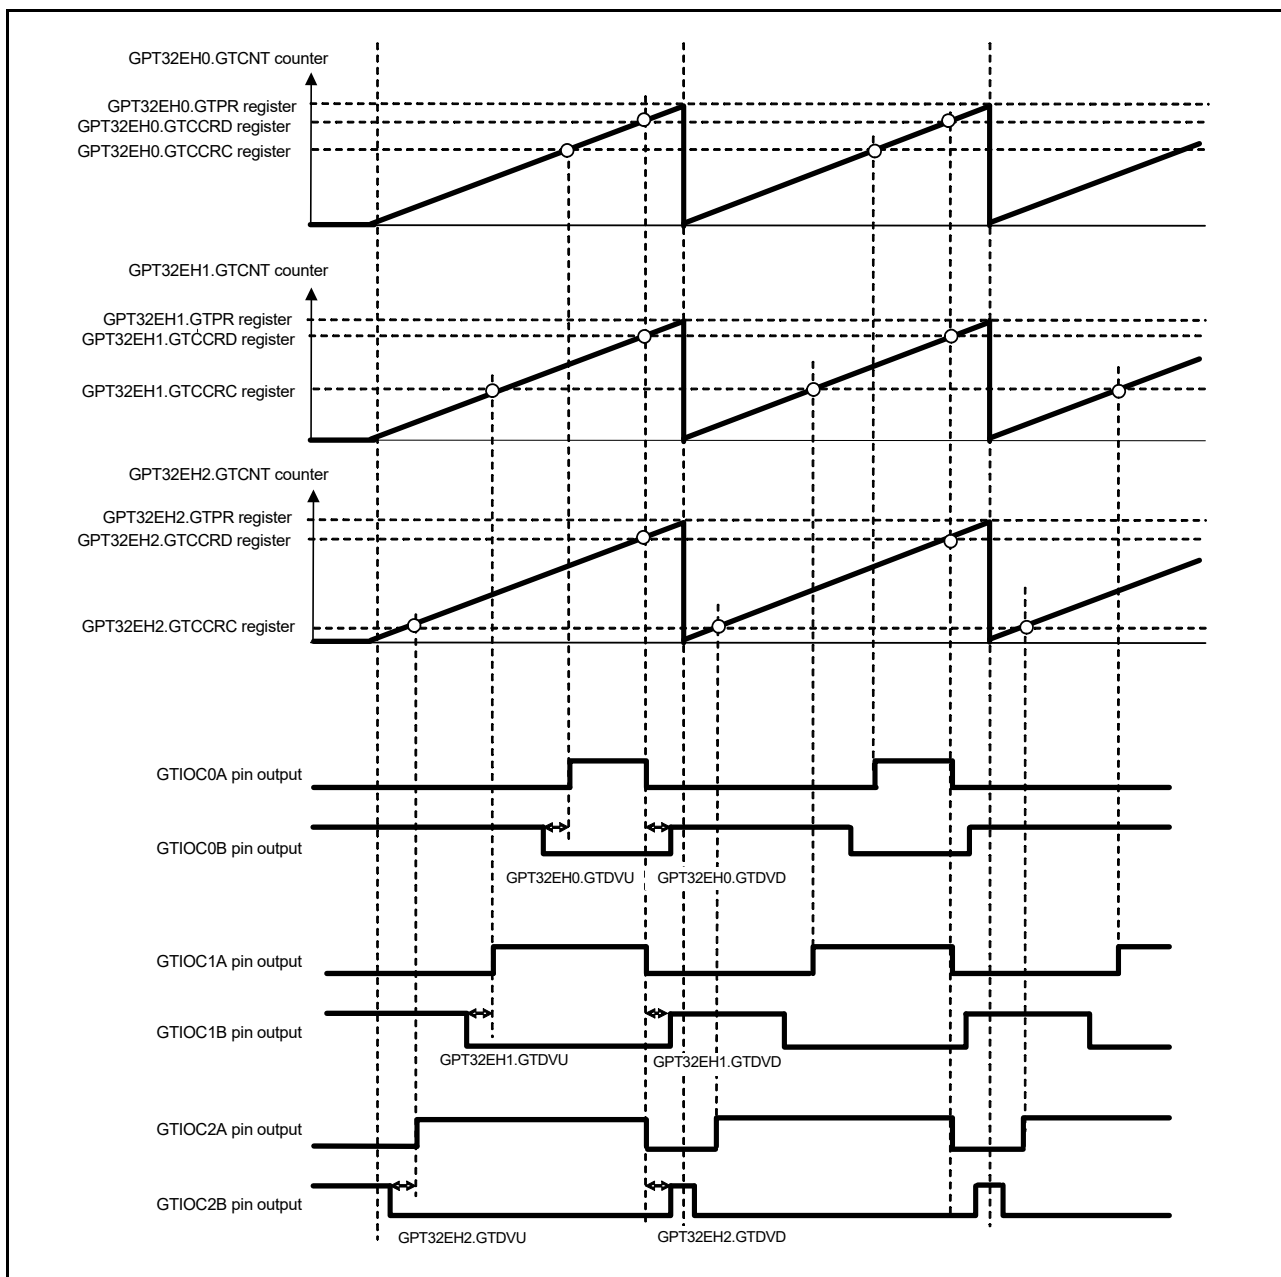 GPT32EH0.GTCNT counter
GPT32EH0.GTPR register
GPT32EH0.GTCCRD register
GPT32EH0.GTCCRC register
GPT32EH1.GTCNT counter
GPT32EH1.GTPR register
GPT32EH1.GTCCRD register
GPT32EH1.GTCCRC register
GPT32EH2.GTCNT counter
GPT32EH2.GTPR register
GPT32EH2.GTCCRD register
GPT32EH2.GTCCRC register
GTIOC0A pin output
GTIOC0B pin output
GPT32EH0.GTDVU GPT32EH0.GTDVD
GTIOC1A pin output
GTIOC1B pin output
GPT32EH1.GTDVU GPT32EH1.GTDVD
GTIOC2A pin output
GTIOC2B pin output
GPT32EH2.GTDVU GPT32EH2.GTDVD